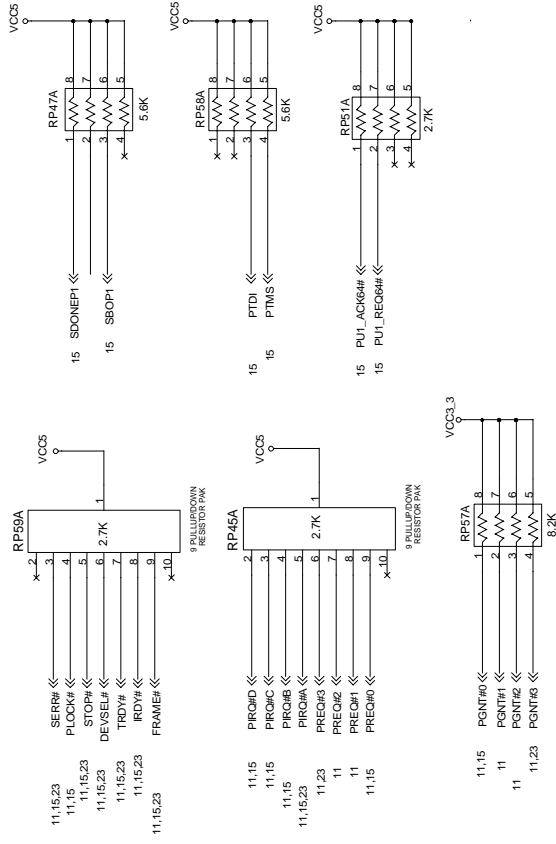 VCC5
RP47A
1 8
2 7
3 6
4 5
5.6K
15 SDONEP1
15 SBOP1
VCC5
RP58A
1 8
2 7
3 6
4 5
5.6K
15 PTDI
15 PTMS
VCC5
RP51A
1 8
2 7
3 6
4 5
2.7K
15 PU1_ACK64#
15 PU1_REQ64#
VCC5
RP59A
2.7K
1
2
3
4
5
6
7
8
9
10
9 PULLUP/DOWN
RESISTOR PAK
11,15,23 SERR#
11,15 PLOCK#
11,15,23 STOP#
11,15,23 DEVSEL#
11,15,23 TRDY#
11,15,23 IRDY#
11,15,23 FRAME#
VCC5
RP45A
2.7K
1
2
3
4
5
6
7
8
9
10
9 PULLUP/DOWN
RESISTOR PAK
11,15 PIRQ#D
11,15 PIRQ#C
11,15 PIRQ#B
11,15,23 PIRQ#A
11,23 PREQ#3
11 PREQ#2
11 PREQ#1
11,15 PREQ#0
VCC3_3
RP57A
1 8
2 7
3 6
4 5
8.2K
11,15 PGNT#0
11 PGNT#1
11 PGNT#2
11,23 PGNT#3